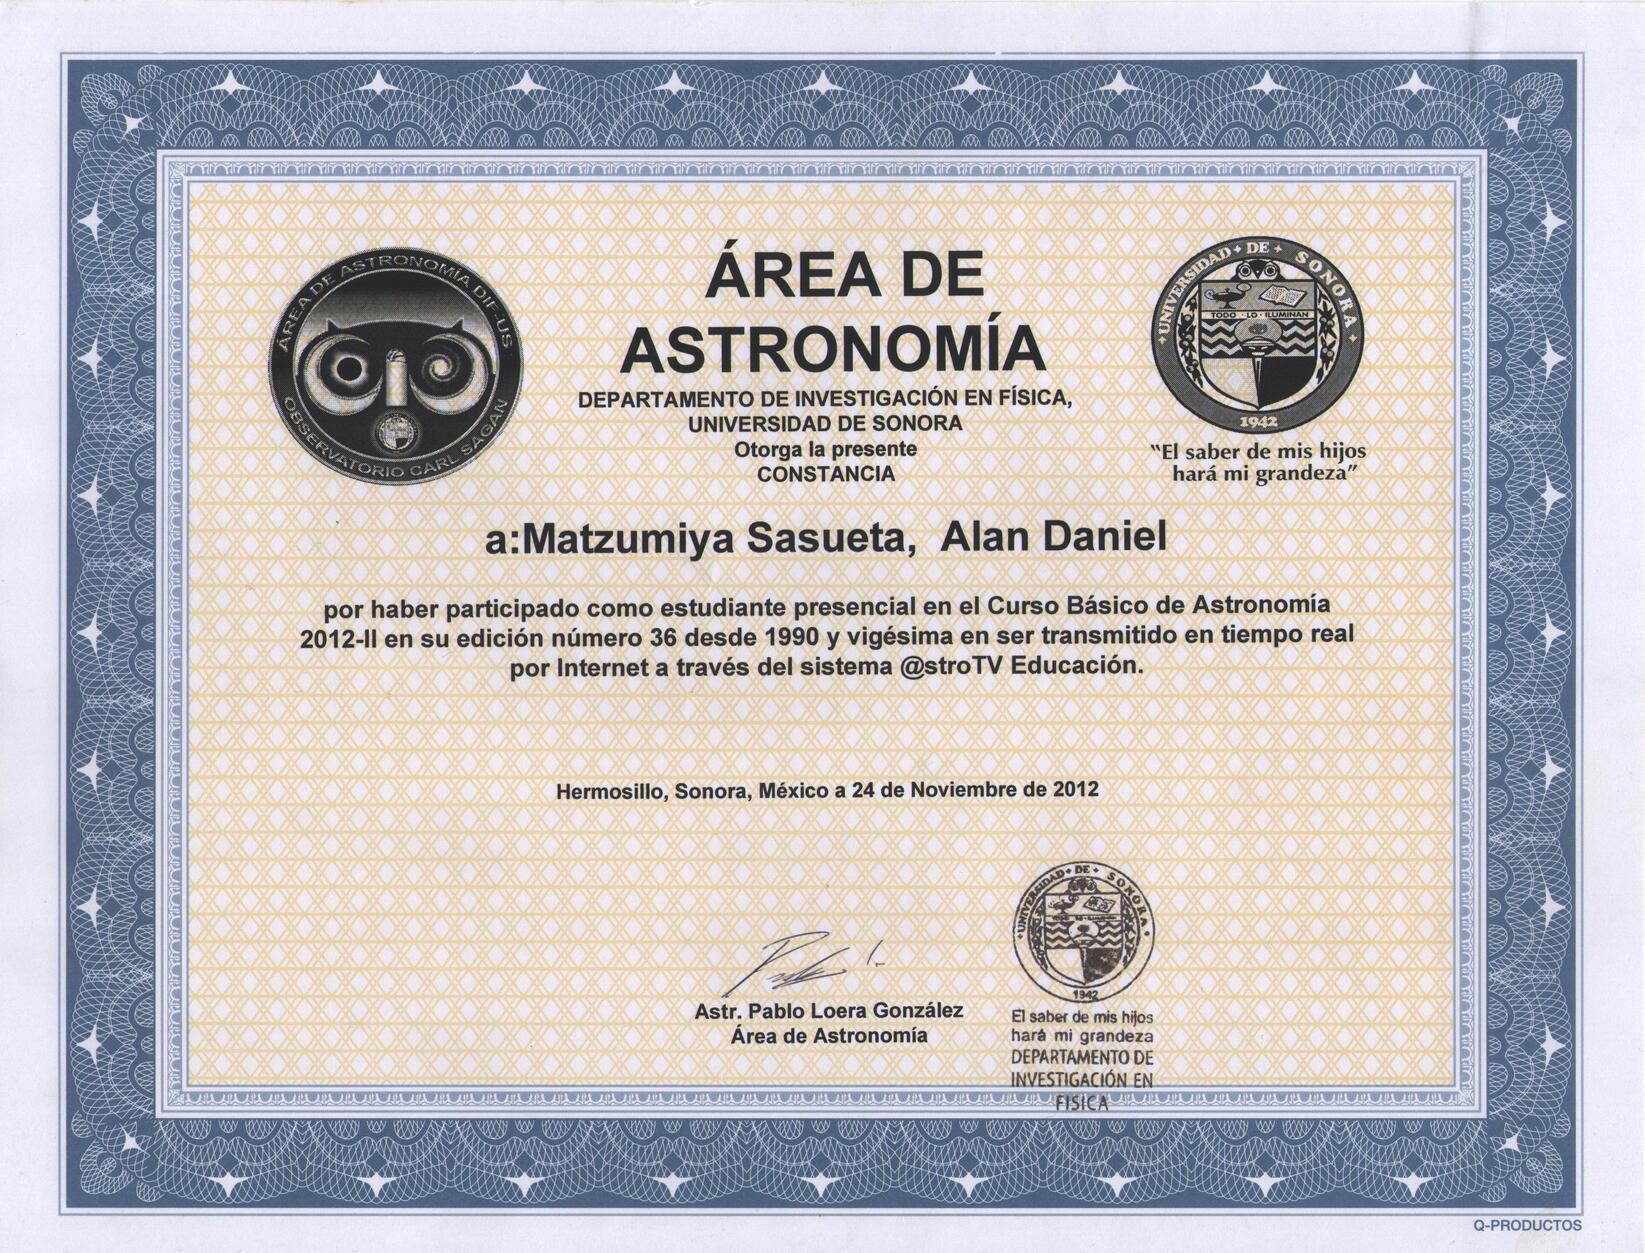 ÁREA DE ASTRONOMÍA DIF-US
OBSERVATORIO CARL SAGAN
ÁREA DE
ASTRONOMÍA
DEPARTAMENTO DE INVESTIGACIÓN EN FÍSICA,
UNIVERSIDAD DE SONORA
Otorga la presente
CONSTANCIA
UNIVERSIDAD DE SONORA
TODO LO ILUMINAN
1942
“El saber de mis hijos
hará mi grandeza”
a:Matzumiya Sasueta, Alan Daniel
por haber participado como estudiante presencial en el Curso Básico de Astronomía
2012-II en su edición número 36 desde 1990 y vigésima en ser transmitido en tiempo real
por Internet a través del sistema @stroTV Educación.
Hermosillo, Sonora, México a 24 de Noviembre de 2012
Astr. Pablo Loera González
Área de Astronomía
UNIVERSIDAD DE SONORA
1942
El saber de mis hijos
hará mi grandeza
DEPARTAMENTO DE
INVESTIGACIÓN EN
FISICA
Q-PRODUCTOS